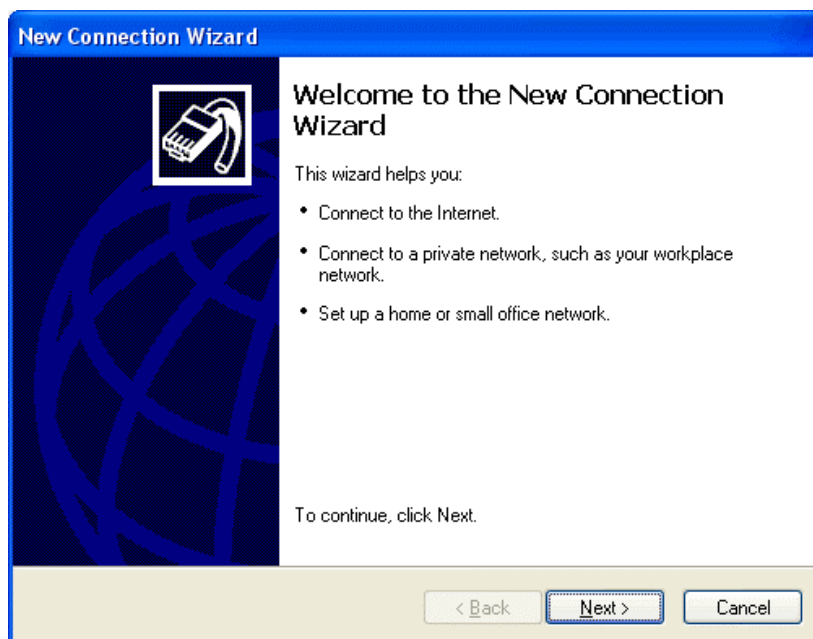 New Connection Wizard
Welcome to the New Connection
Wizard
This wizard helps you:
• Connect to the Internet.
• Connect to a private network, such as your workplace
network.
• Set up a home or small office network.
To continue, click Next.
< Back
Next >
Cancel